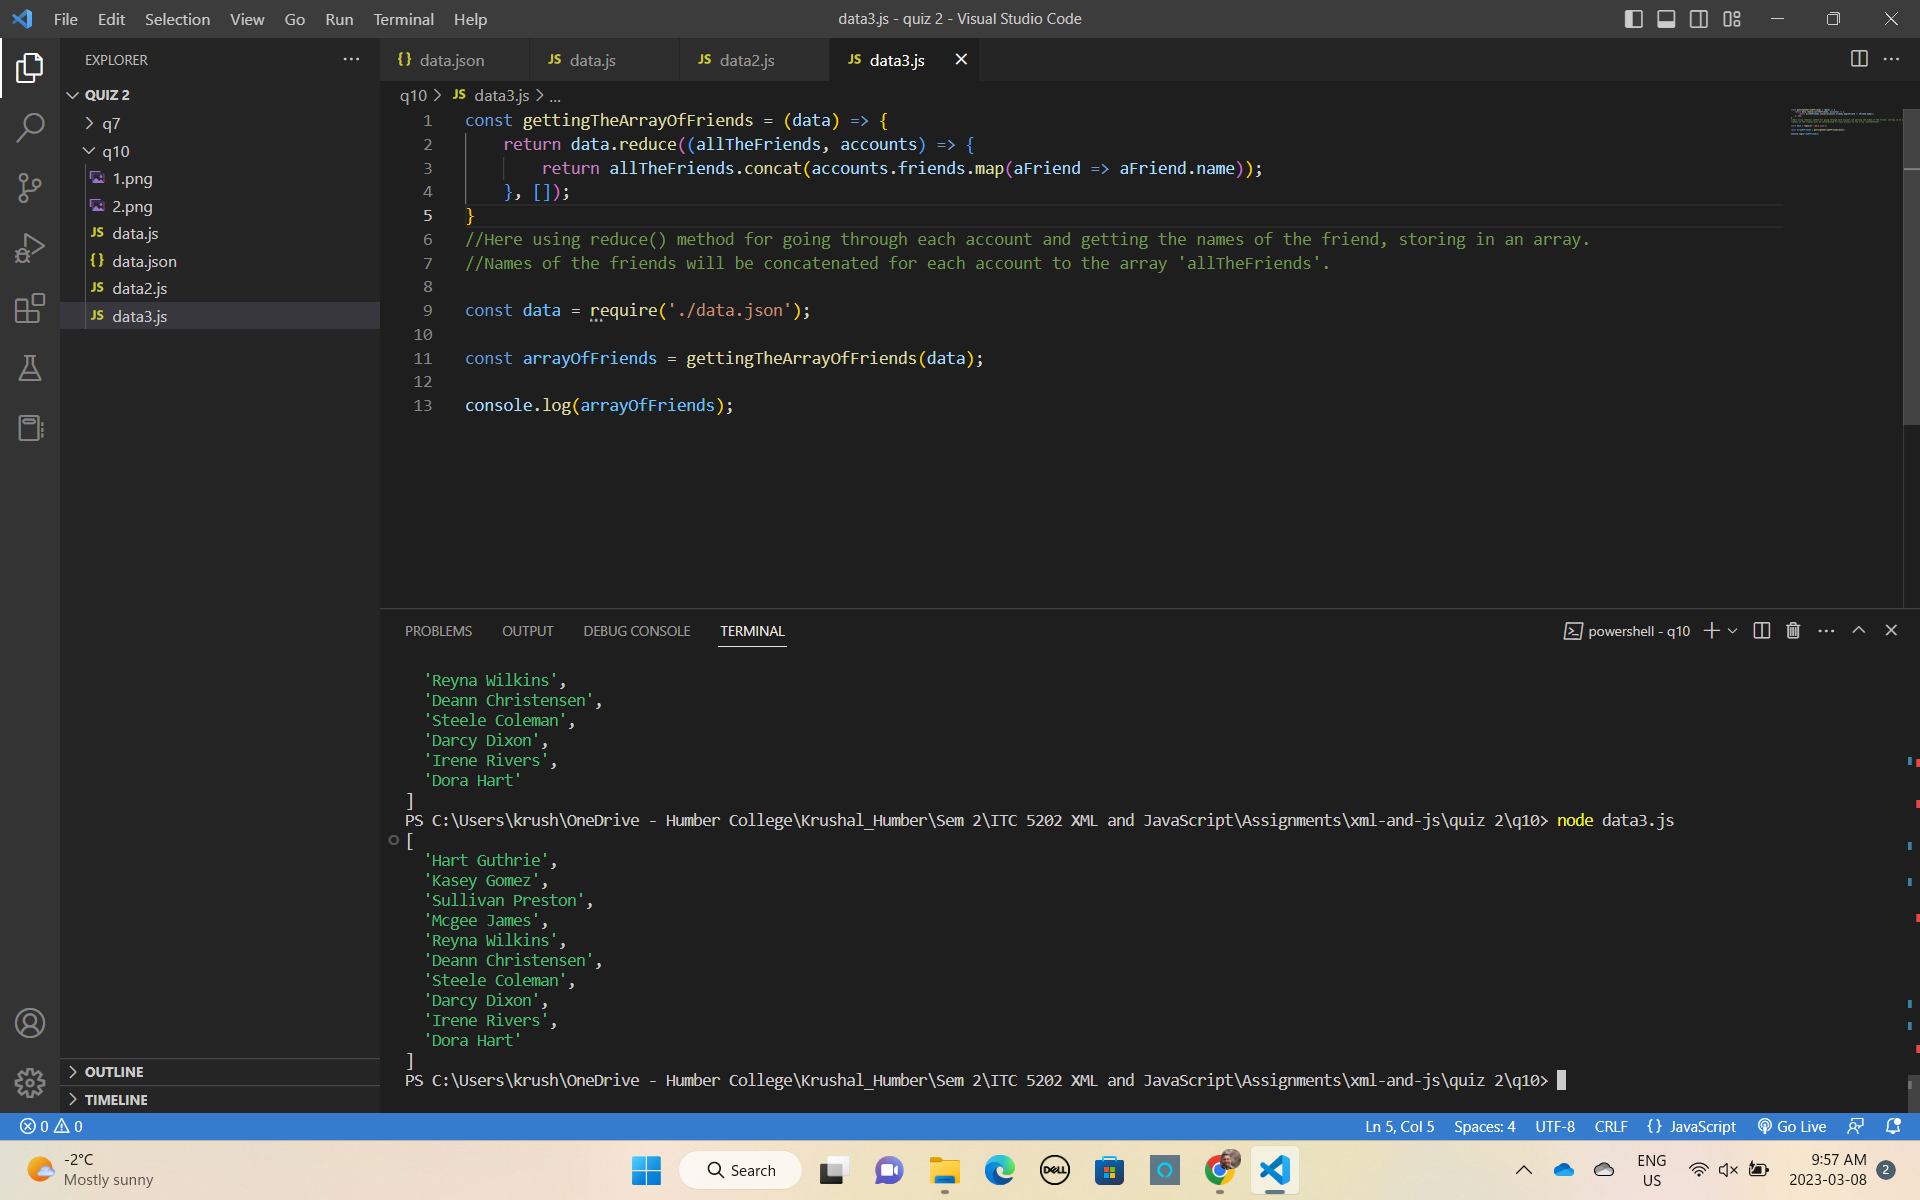 File Edit Selection View Go Run Terminal Help
data3.js - quiz 2 - Visual Studio Code
EXPLORER
QUIZ 2
q7
q10
1.png
2.png
JS data.js
{} data.json
JS data2.js
JS data3.js
OUTLINE
TIMELINE
{} data.json JS data.js JS data2.js JS data3.js
q10 > JS data3.js > ...
1 const gettingTheArrayOfFriends = (data) => {
2 return data.reduce((allTheFriends, accounts) => {
3 return allTheFriends.concat(accounts.friends.map(aFriend => aFriend.name));
4 }, []);
5 }
6 //Here using reduce() method for going through each account and getting the names of the friend, storing in an array.
7 //Names of the friends will be concatenated for each account to the array 'allTheFriends'.
8
9 const data = require('./data.json');
10
11 const arrayOfFriends = gettingTheArrayOfFriends(data);
12
13 console.log(arrayOfFriends);
PROBLEMS OUTPUT DEBUG CONSOLE TERMINAL
powershell - q10
'Reyna Wilkins',
'Deann Christensen',
'Steele Coleman',
'Darcy Dixon',
'Irene Rivers',
'Dora Hart'
]
PS C:\Users\krush\OneDrive - Humber College\Krushal_Humber\Sem 2\ITC 5202 XML and JavaScript\Assignments\xml-and-js\quiz 2\q10> node data3.js
[
'Hart Guthrie',
'Kasey Gomez',
'Sullivan Preston',
'Mcgee James',
'Reyna Wilkins',
'Deann Christensen',
'Steele Coleman',
'Darcy Dixon',
'Irene Rivers',
'Dora Hart'
]
PS C:\Users\krush\OneDrive - Humber College\Krushal_Humber\Sem 2\ITC 5202 XML and JavaScript\Assignments\xml-and-js\quiz 2\q10>
0 0
Ln 5, Col 5 Spaces: 4 UTF-8 CRLF {} JavaScript Go Live
-2°C
Mostly sunny
Search
DELL
ENG
US
9:57 AM
2023-03-08
2